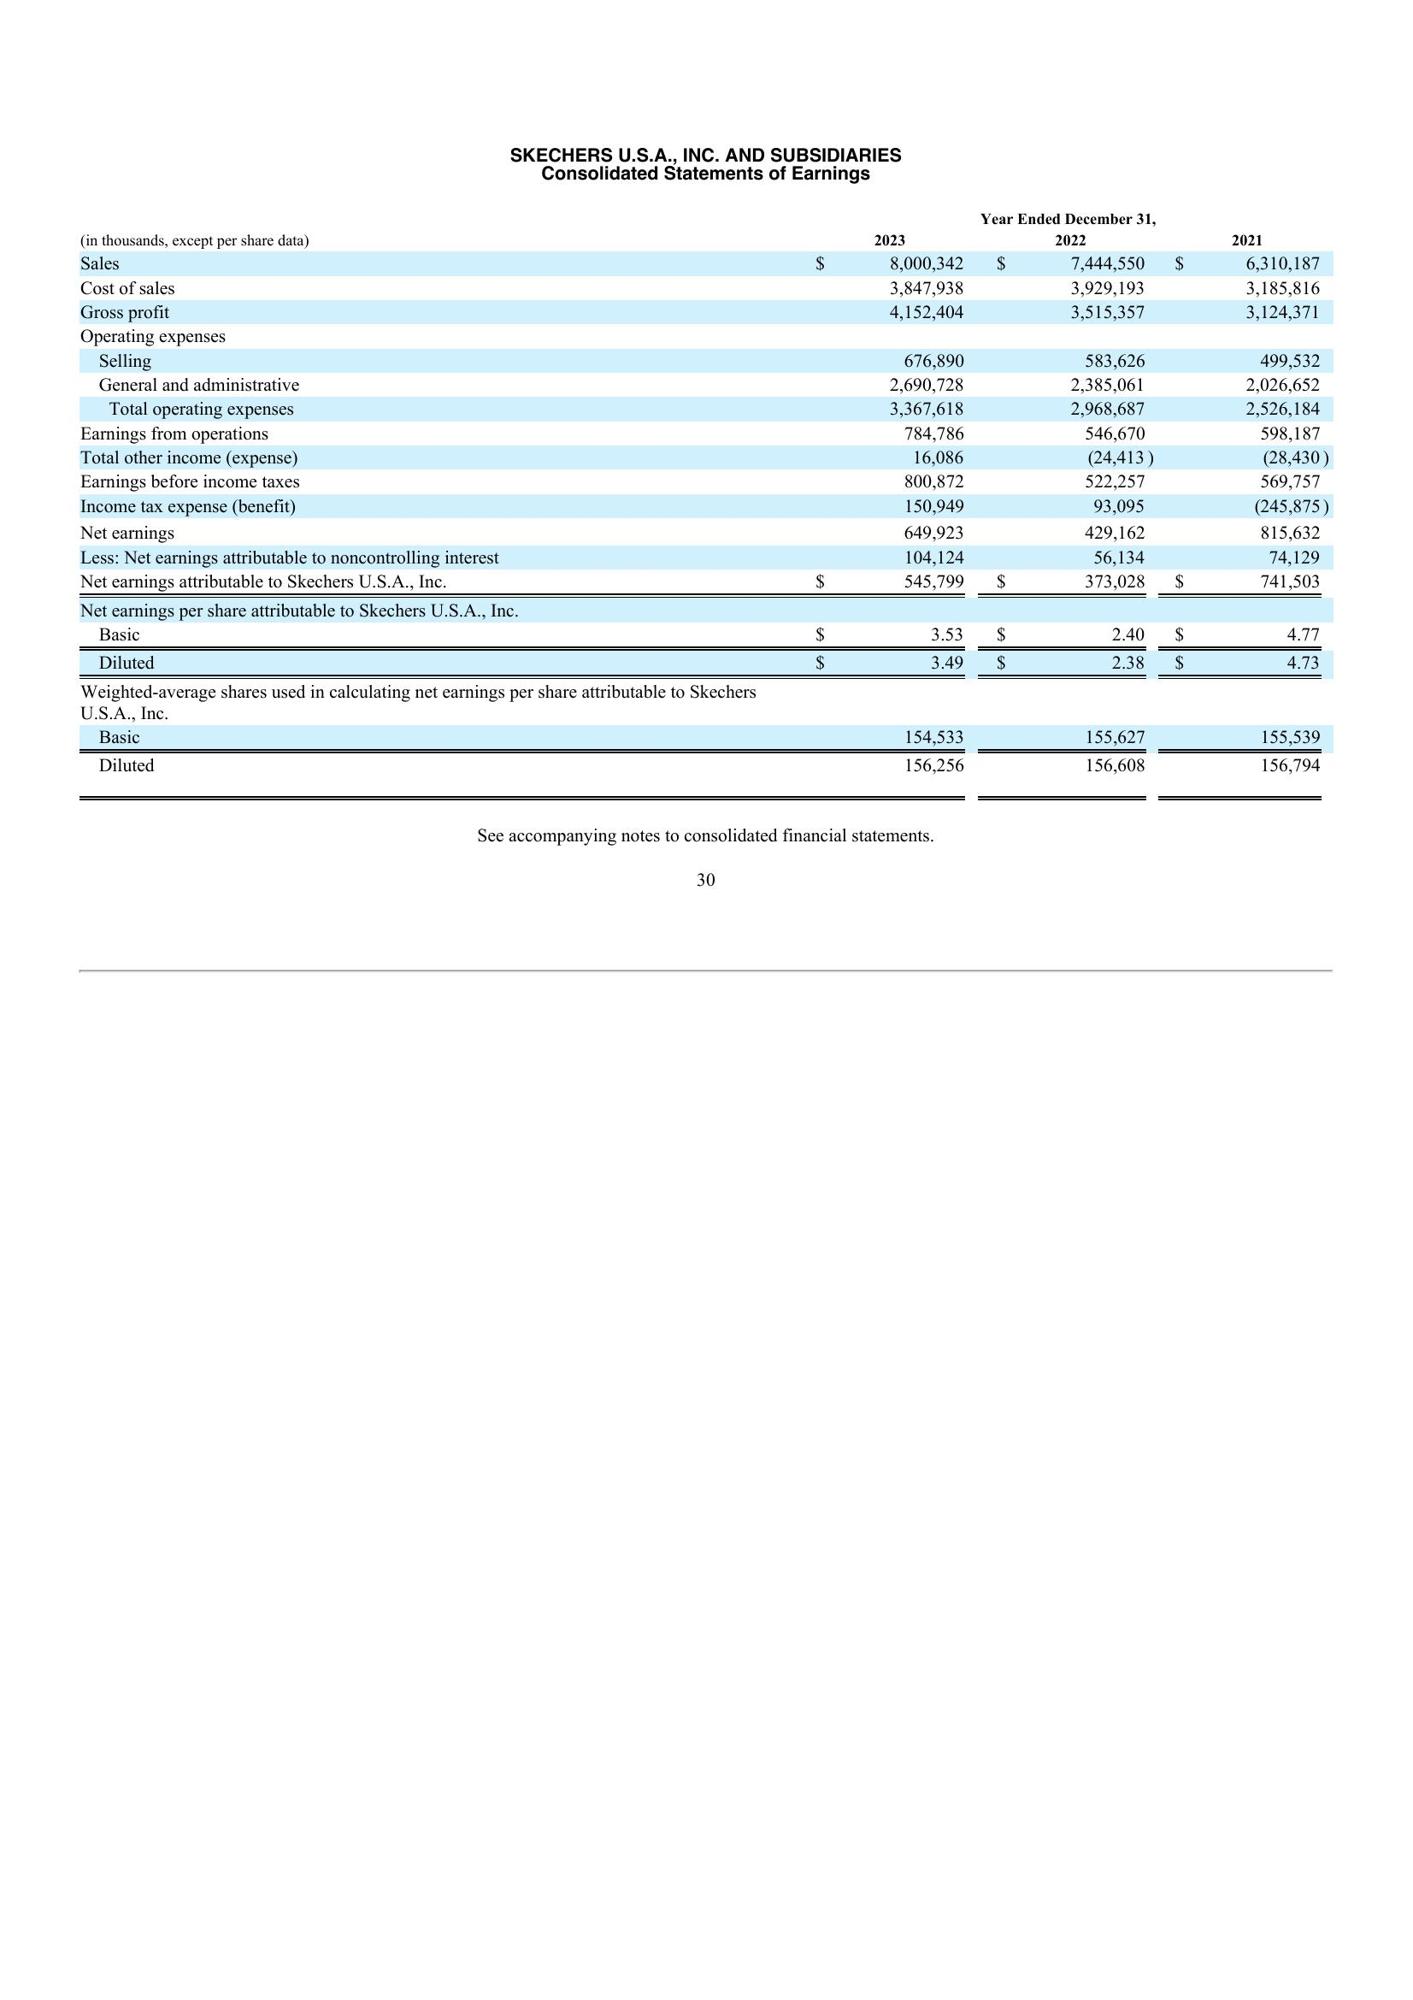 SKECHERS U.S.A., INC. AND SUBSIDIARIES
Consolidated Statements of Earnings
Year Ended December 31,
(in thousands, except per share data) 2023 2022 2021
Sales $ 8,000,342 $ 7,444,550 $ 6,310,187
Cost of sales 3,847,938 3,929,193 3,185,816
Gross profit 4,152,404 3,515,357 3,124,371
Operating expenses
Selling 676,890 583,626 499,532
General and administrative 2,690,728 2,385,061 2,026,652
Total operating expenses 3,367,618 2,968,687 2,526,184
Earnings from operations 784,786 546,670 598,187
Total other income (expense) 16,086 (24,413 ) (28,430 )
Earnings before income taxes 800,872 522,257 569,757
Income tax expense (benefit) 150,949 93,095 (245,875 )
Net earnings 649,923 429,162 815,632
Less: Net earnings attributable to noncontrolling interest 104,124 56,134 74,129
Net earnings attributable to Skechers U.S.A., Inc. $ 545,799 $ 373,028 $ 741,503
Net earnings per share attributable to Skechers U.S.A., Inc.
Basic $ 3.53 $ 2.40 $ 4.77
Diluted $ 3.49 $ 2.38 $ 4.73
Weighted-average shares used in calculating net earnings per share attributable to Skechers
U.S.A., Inc.
Basic 154,533 155,627 155,539
Diluted 156,256 156,608 156,794
See accompanying notes to consolidated financial statements.
30